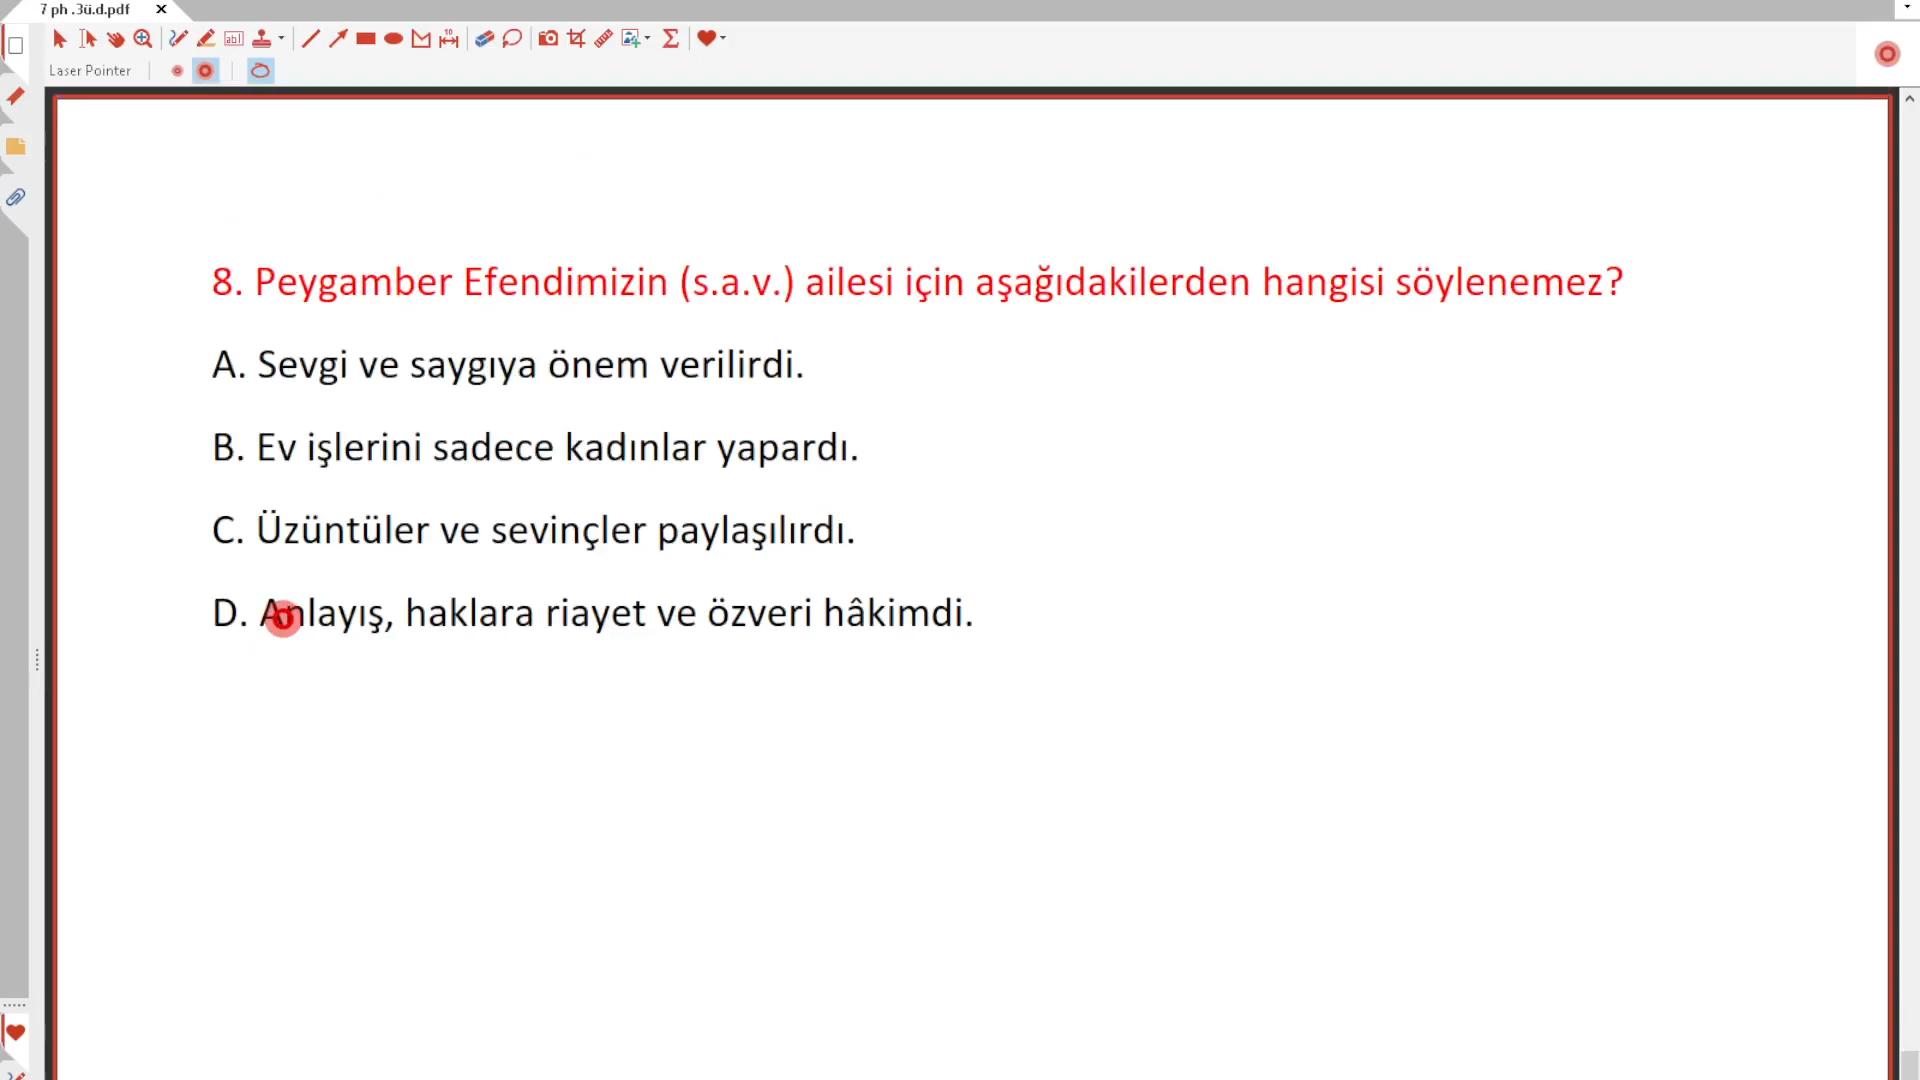 7 ph .3ü.d.pdf
Laser Pointer
8. Peygamber Efendimizin (s.a.v.) ailesi için aşağıdakilerden hangisi söylenemez?
A. Sevgi ve saygıya önem verilirdi.
B. Ev işlerini sadece kadınlar yapardı.
C. Üzüntüler ve sevinçler paylaşılırdı.
D. Anlayış, haklara riayet ve özveri hâkimdi.